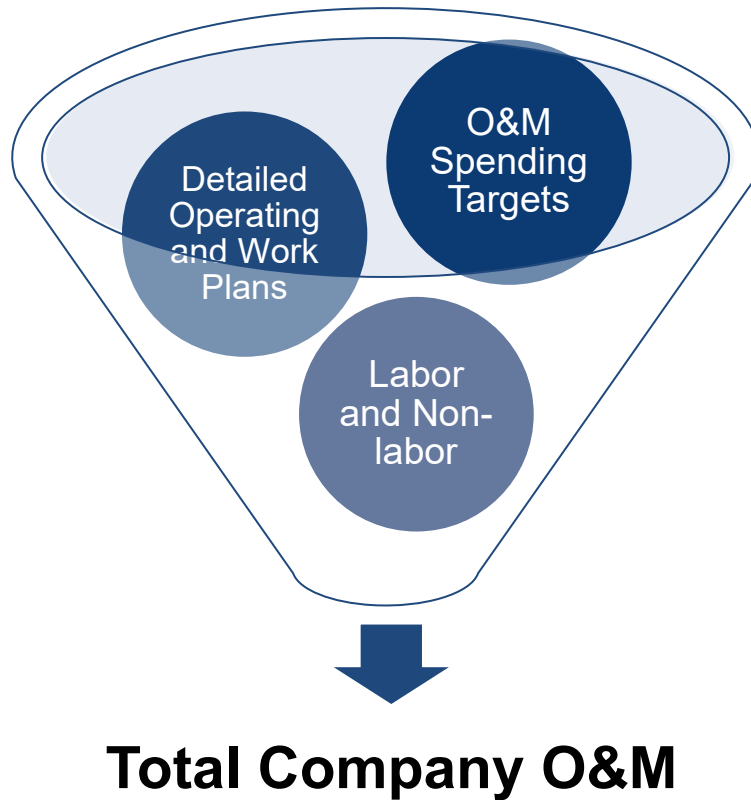 O&M
Spending
Targets
Detailed
Operating
and Work
Plans
Labor
and Non-
labor
Total Company O&M